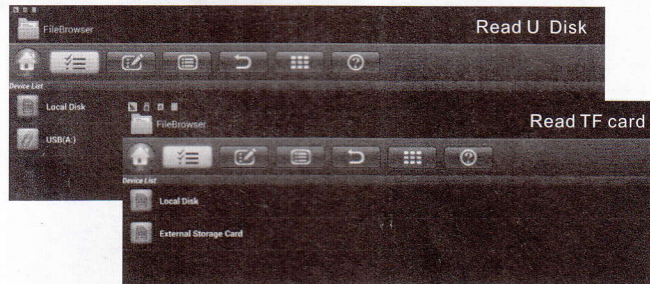 Read U Disk
FileBrowser
Device List
Local Disk
USB(A:)
Read TF card
FileBrowser
Device List
Local Disk
External Storage Card